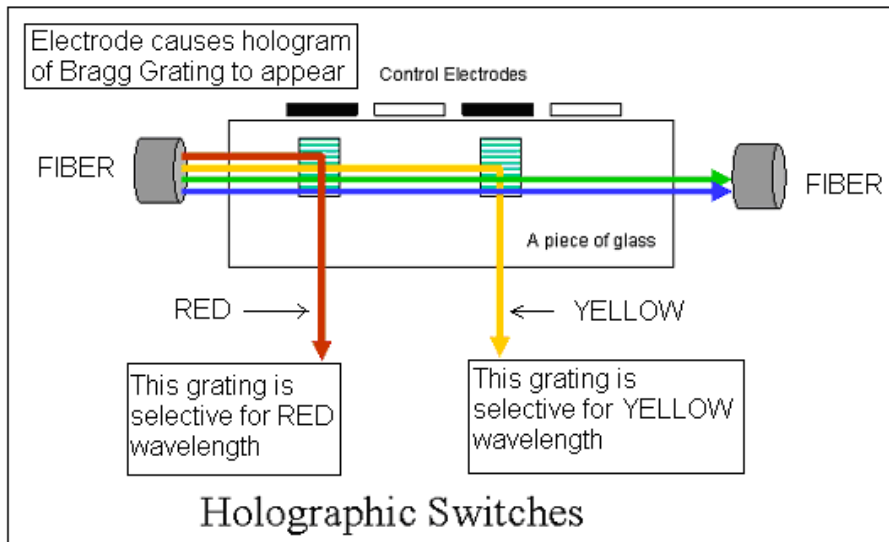 Electrode causes hologram
of Bragg Grating to appear
Control Electrodes
FIBER
FIBER
A piece of glass
RED
YELLOW
This grating is
selective for RED
wavelength
This grating is
selective for YELLOW
wavelength
Holographic Switches